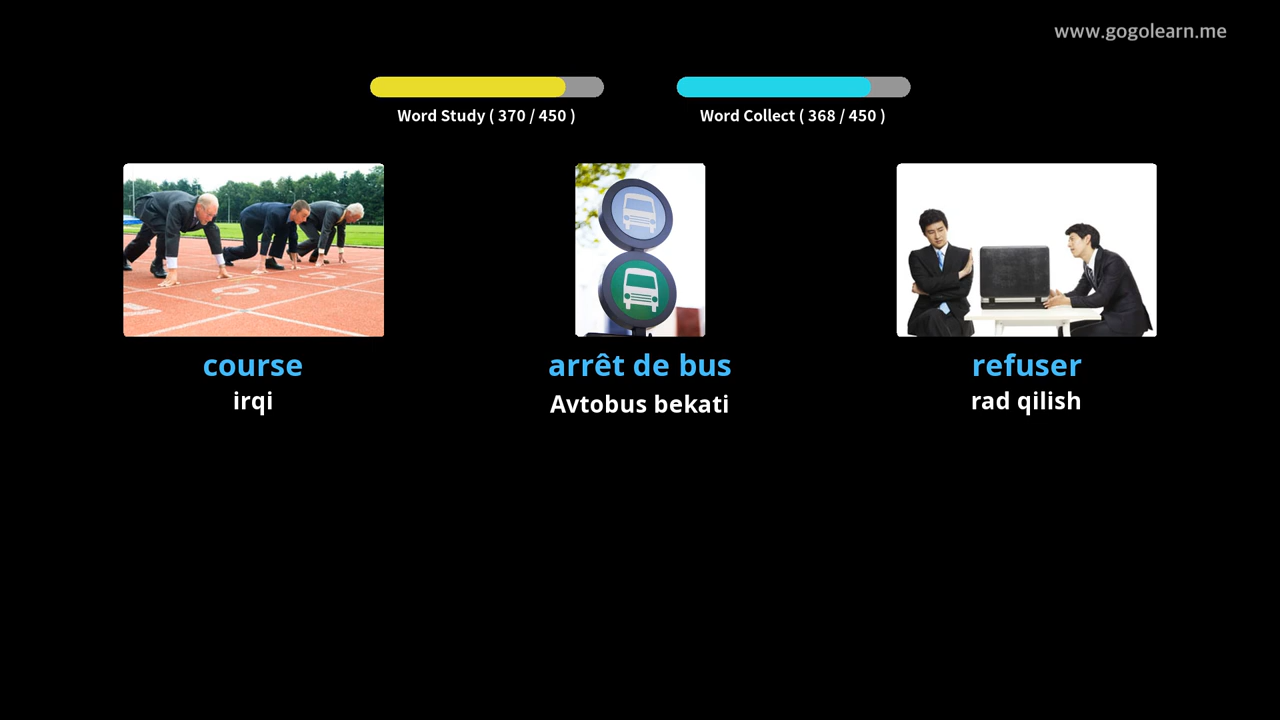 www.gogolearn.me
Word Study ( 370 / 450 )
Word Collect ( 368 / 450 )
course
irqi
arrêt de bus
Avtobus bekati
refuser
rad qilish